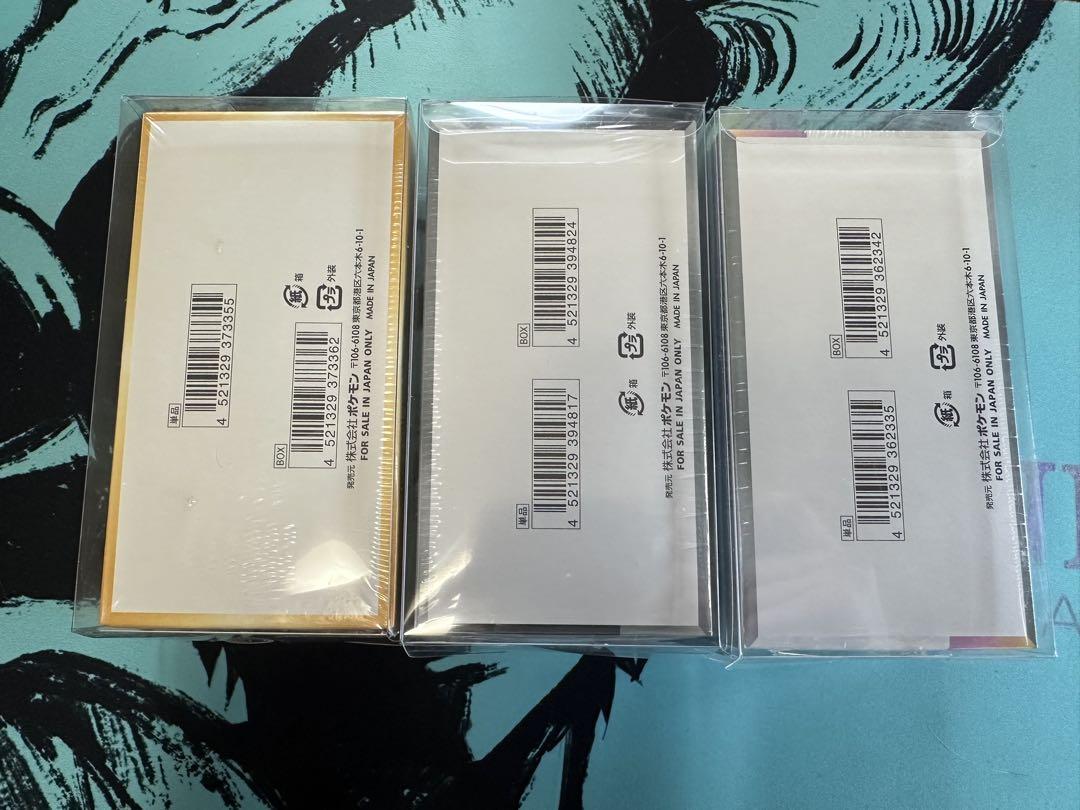 単品
4 521329 373355
BOX
4 521329 373362
紙 箱
プラ 外装
発売元 株式会社ポケモン 〒106-6108 東京都港区六本木6-10-1
FOR SALE IN JAPAN ONLY MADE IN JAPAN
BOX
4 521329 394824
単品
4 521329 394817
プラ 外装
紙 箱
発売元 株式会社ポケモン 〒106-6108 東京都港区六本木6-10-1
FOR SALE IN JAPAN ONLY MADE IN JAPAN
BOX
4 521329 362342
単品
4 521329 362335
プラ 外装
紙 箱
発売元 株式会社ポケモン 〒106-6108 東京都港区六本木6-10-1
FOR SALE IN JAPAN ONLY MADE IN JAPAN